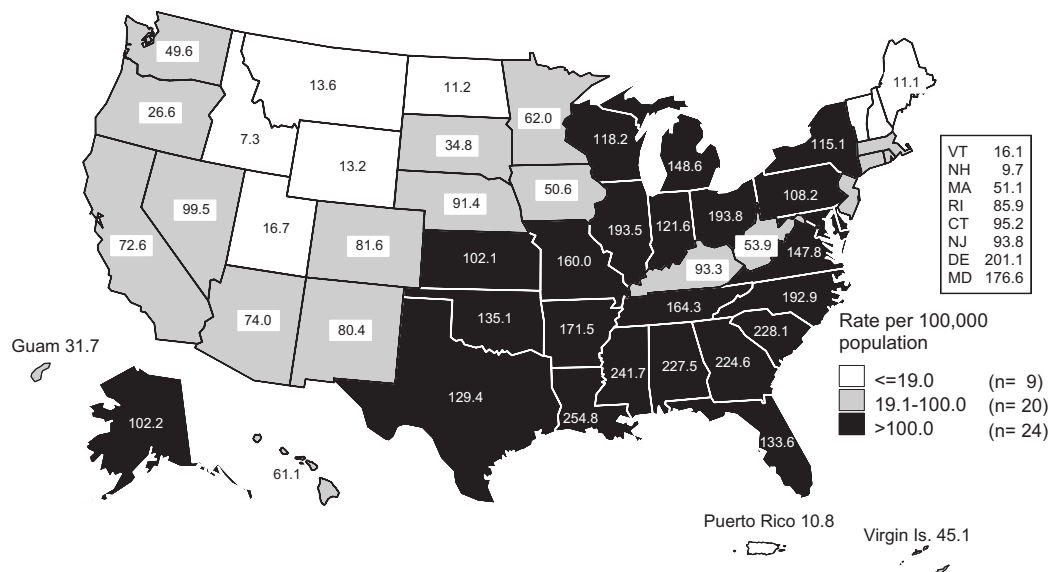 49.6
13.6
11.2
11.1
26.6
62.0
7.3
34.8
118.2
115.1
13.2
148.6
VT 16.1
NH 9.7
MA 51.1
RI 85.9
CT 95.2
NJ 93.8
DE 201.1
MD 176.6
50.6
108.2
99.5
91.4
16.7
193.5
121.6
193.8
72.6
81.6
53.9
147.8
102.1
160.0
93.3
192.9
164.3
74.0
80.4
135.1
171.5
228.1
Rate per 100,000
population
Guam 31.7
241.7
227.5
224.6
<=19.0 (n= 9)
19.1-100.0 (n= 20)
>100.0 (n= 24)
129.4
102.2
254.8
133.6
61.1
Puerto Rico 10.8
Virgin Is. 45.1